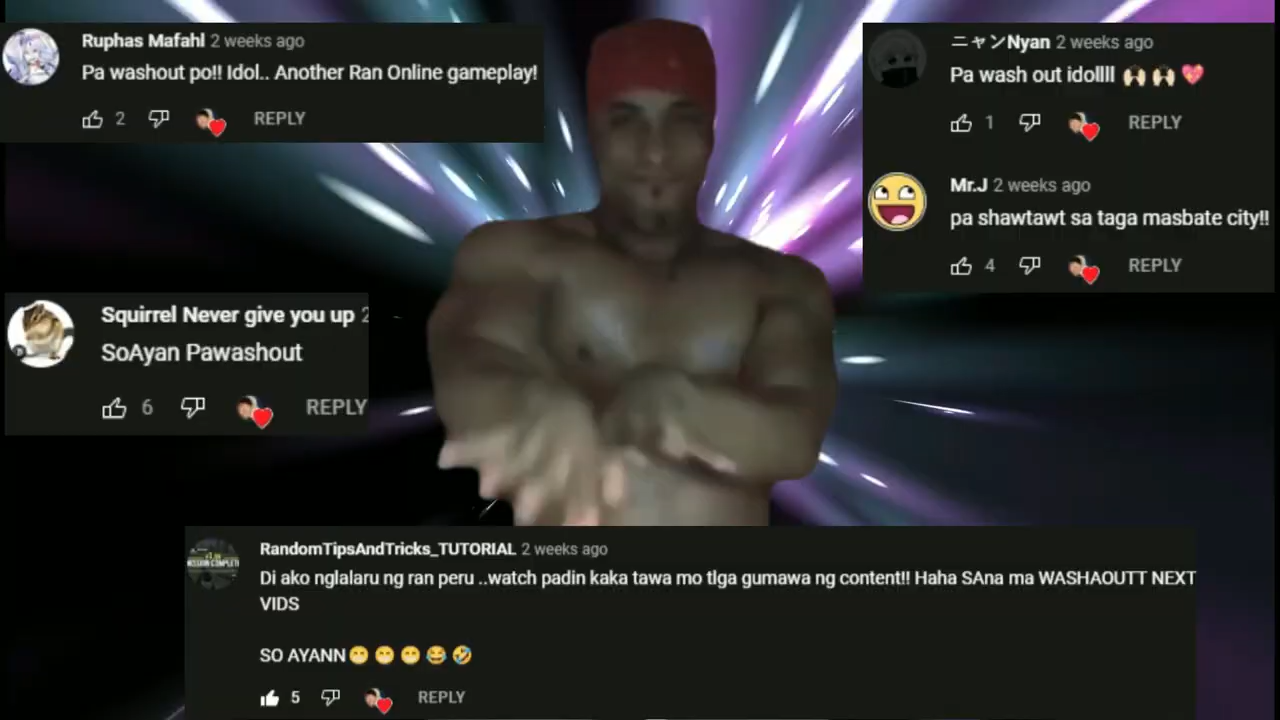 Ruphas Mafahl 2 weeks ago
Pa washout po!! Idol.. Another Ran Online gameplay!
2 REPLY
ニャンNyan 2 weeks ago
Pa wash out idollll 🙌🏻 🙌🏻 💖
1 REPLY
Mr.J 2 weeks ago
pa shawtawt sa taga masbate city!!
4 REPLY
Squirrel Never give you up 2
SoAyan Pawashout
6 REPLY
RandomTipsAndTricks_TUTORIAL 2 weeks ago
Di ako nglalaru ng ran peru ..watch padin kaka tawa mo tlga gumawa ng content!! Haha SAna ma WASHAOUTT NEXT
VIDS
SO AYANN😁 😁 😁 😂 🤣
5 REPLY